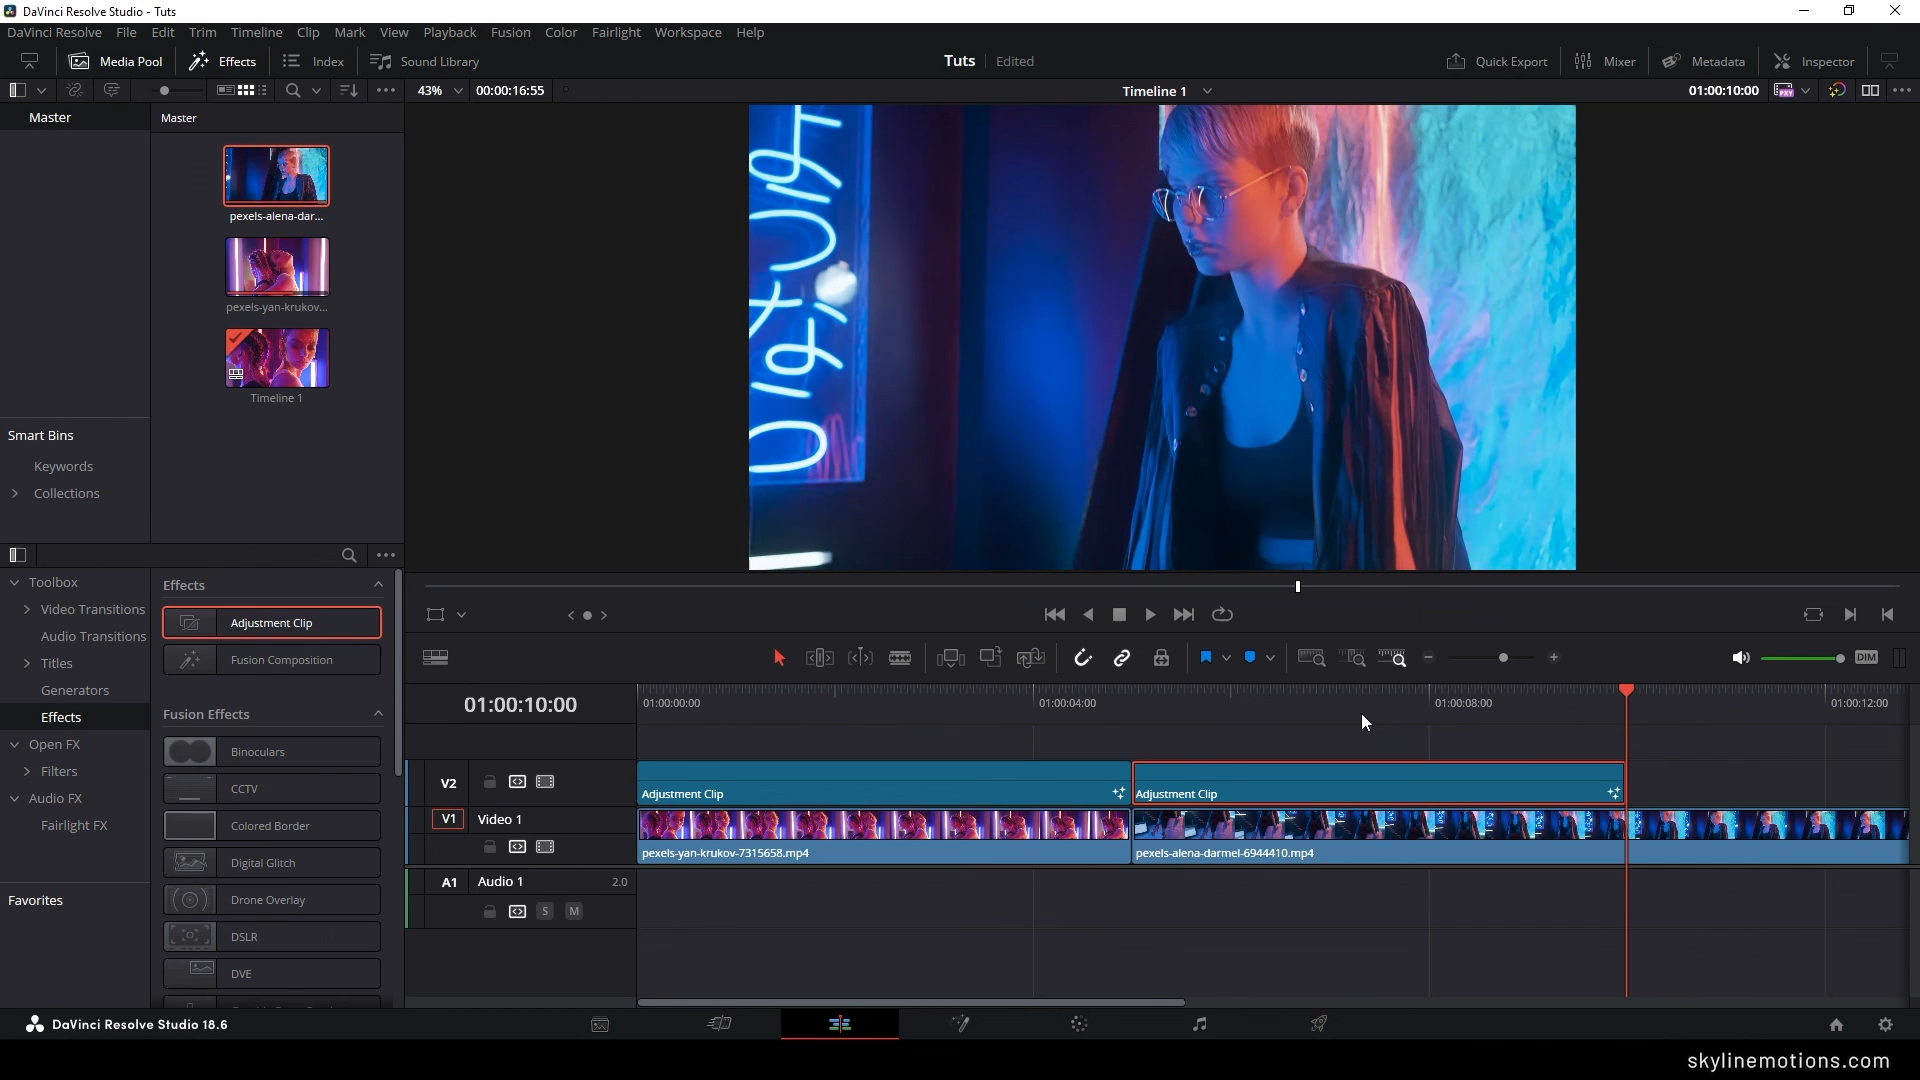 DaVinci Resolve Studio - Tuts
DaVinci Resolve File Edit Trim Timeline Clip Mark View Playback Fusion Color Fairlight Workspace Help
Media Pool Effects Index Sound Library Tuts Edited Quick Export Mixer Metadata Inspector
43% 00:00:16:55 Timeline 1 01:00:10:00 PXY
Master Master
pexels-alena-dar...
pexels-yan-krukov...
Timeline 1
Smart Bins
Keywords
Collections
Toolbox
Video Transitions
Audio Transitions
Titles
Generators
Effects
Open FX
Filters
Audio FX
Fairlight FX
Favorites
Effects
Adjustment Clip
Fusion Composition
Fusion Effects
Binoculars
CCTV
Colored Border
Digital Glitch
Drone Overlay
DSLR
DVE
DIM
01:00:10:00 01:00:00:00 01:00:04:00 01:00:08:00 01:00:12:00
V2 Adjustment Clip Adjustment Clip
V1 Video 1
pexels-yan-krukov-7315658.mp4 pexels-alena-darmel-6944410.mp4
A1 Audio 1 2.0
S M
DaVinci Resolve Studio 18.6
skylinemotions.com